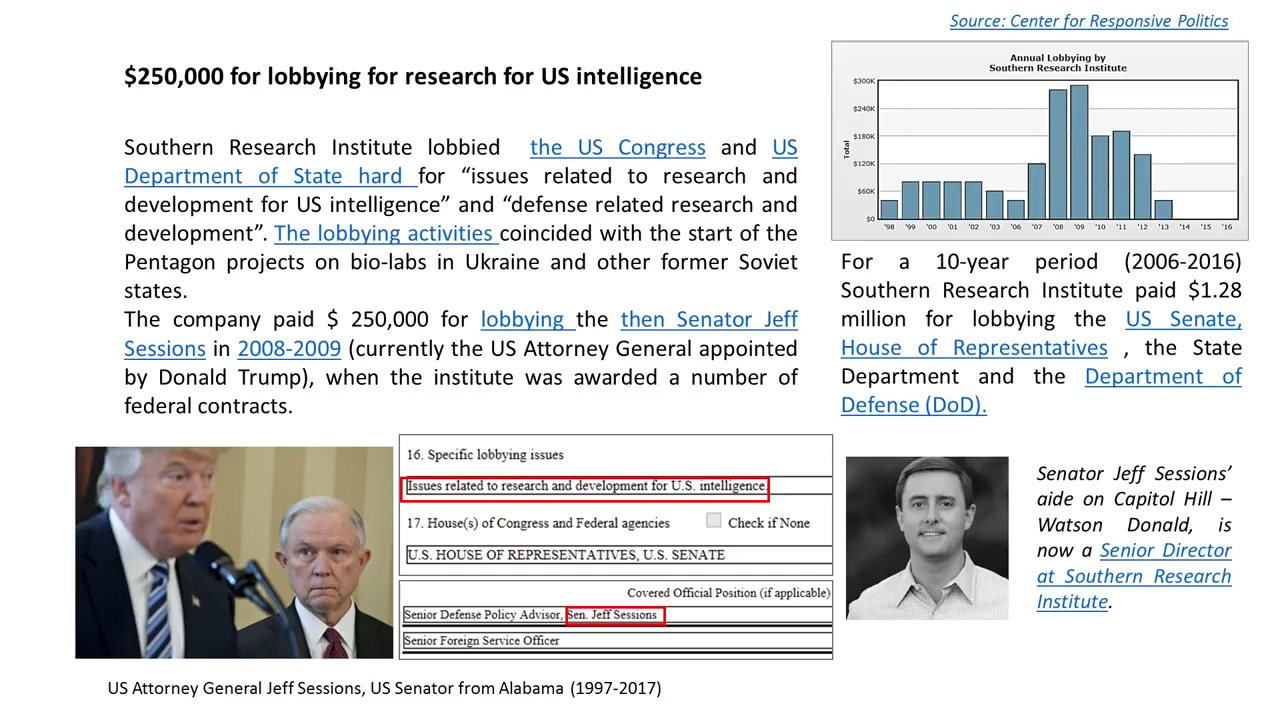 Source: Center for Responsive Politics
$250,000 for lobbying for research for US intelligence
Southern Research Institute lobbied the US Congress and US
Department of State hard for “issues related to research and
development for US intelligence” and “defense related research and
development”. The lobbying activities coincided with the start of the
Pentagon projects on bio-labs in Ukraine and other former Soviet
states.
The company paid $ 250,000 for lobbying the then Senator Jeff
Sessions in 2008-2009 (currently the US Attorney General appointed
by Donald Trump), when the institute was awarded a number of
federal contracts.
Annual Lobbying by
Southern Research Institute
$300K
$240K
$180K
$120K
$60K
$0
Total
'98 '99 '00 '01 '02 '03 '06 '07 '08 '09 '10 '11 '12 '13 '14 '15 '16
For a 10-year period (2006-2016)
Southern Research Institute paid $1.28
million for lobbying the US Senate,
House of Representatives , the State
Department and the Department of
Defense (DoD).
16. Specific lobbying issues
Issues related to research and development for U.S. intelligence.
17. House(s) of Congress and Federal agencies Check if None
U.S. HOUSE OF REPRESENTATIVES, U.S. SENATE
Covered Official Position (if applicable)
Senior Defense Policy Advisor, Sen. Jeff Sessions
Senior Foreign Service Officer
Senator Jeff Sessions’
aide on Capitol Hill –
Watson Donald, is
now a Senior Director
at Southern Research
Institute.
US Attorney General Jeff Sessions, US Senator from Alabama (1997-2017)